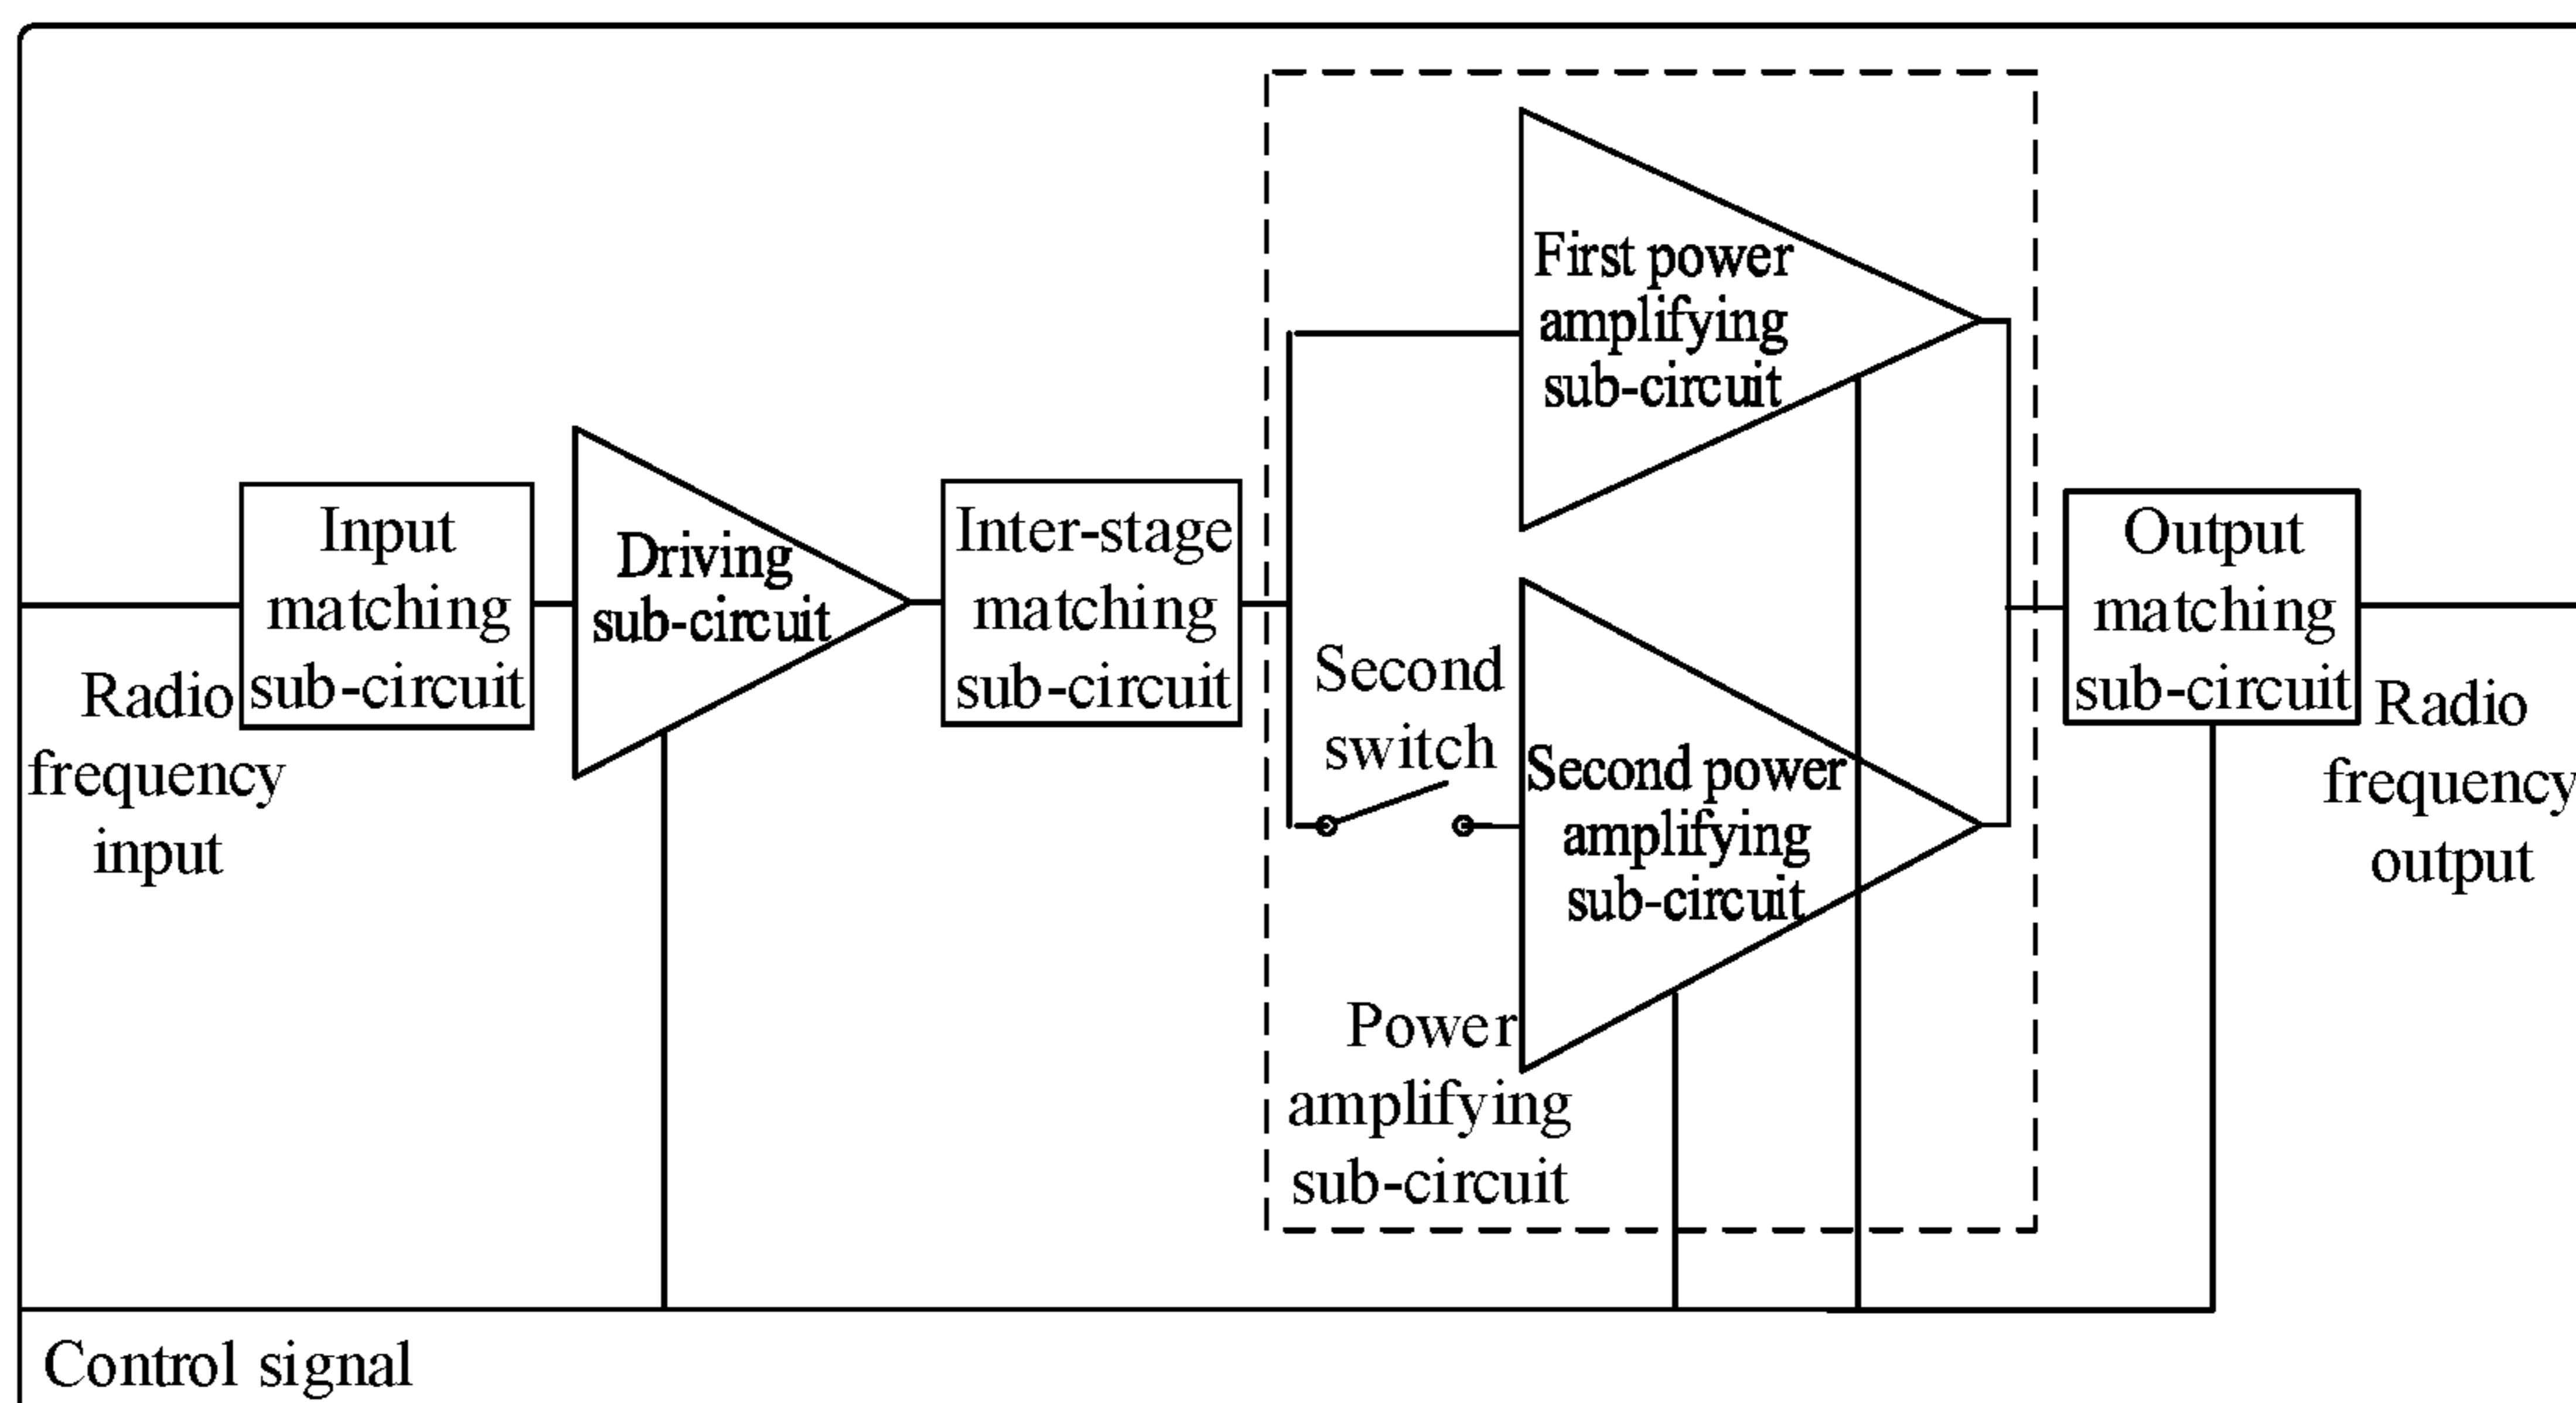 First power
amplifying
sub-circuit
Input
matching
sub-circuit
Driving
sub-circuit
Inter-stage
matching
sub-circuit
Output
matching
sub-circuit
Second
switch
Second power
amplifying
sub-circuit
Radio
frequency
input
Radio
frequency
output
Power
amplifying
sub-circuit
Control signal